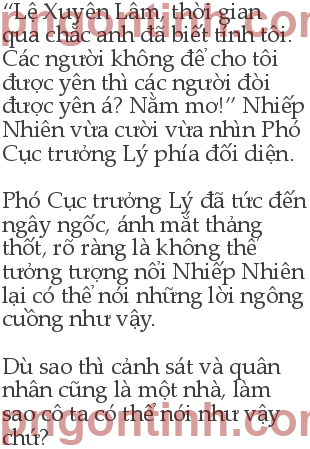 “Lê Xuyên Lâm, thời gian
qua chắc anh đã biết tính tôi.
Các người không để cho tôi
được yên thì các người đòi
được yên á? Nằm mơ!” Nhiếp
Nhiên vừa cười vừa nhìn Phó
Cục trưởng Lý phía đối diện.
Phó Cục trưởng Lý đã tức đến
ngây ngốc, ánh mắt thảng
thốt, rõ ràng là không thể
tưởng tượng nổi Nhiếp Nhiên
lại có thể nói những lời ngông
cuồng như vậy.
Dù sao thì cảnh sát và quân
nhân cũng là một nhà, làm
sao cô ta có thể nói như vậy
chứ?
pngontinh.com
pngontinh.com